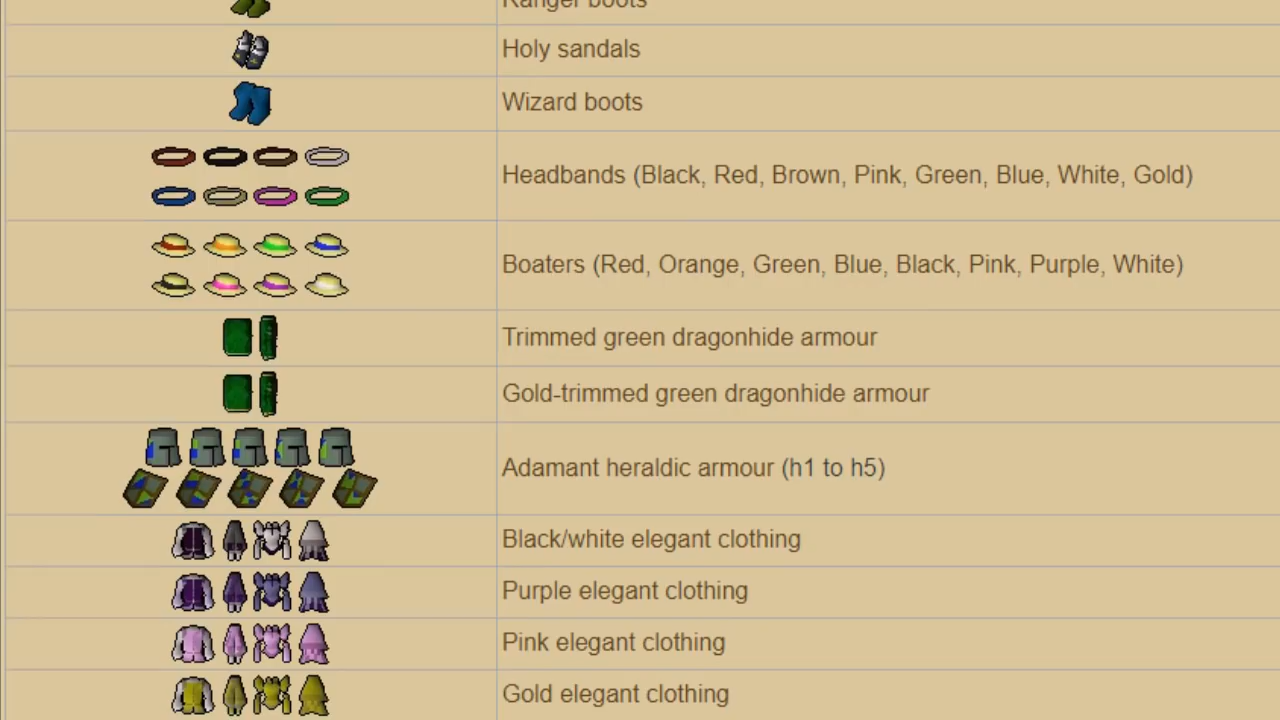 Ranger boots
Holy sandals
Wizard boots
Headbands (Black, Red, Brown, Pink, Green, Blue, White, Gold)
Boaters (Red, Orange, Green, Blue, Black, Pink, Purple, White)
Trimmed green dragonhide armour
Gold-trimmed green dragonhide armour
Adamant heraldic armour (h1 to h5)
Black/white elegant clothing
Purple elegant clothing
Pink elegant clothing
Gold elegant clothing